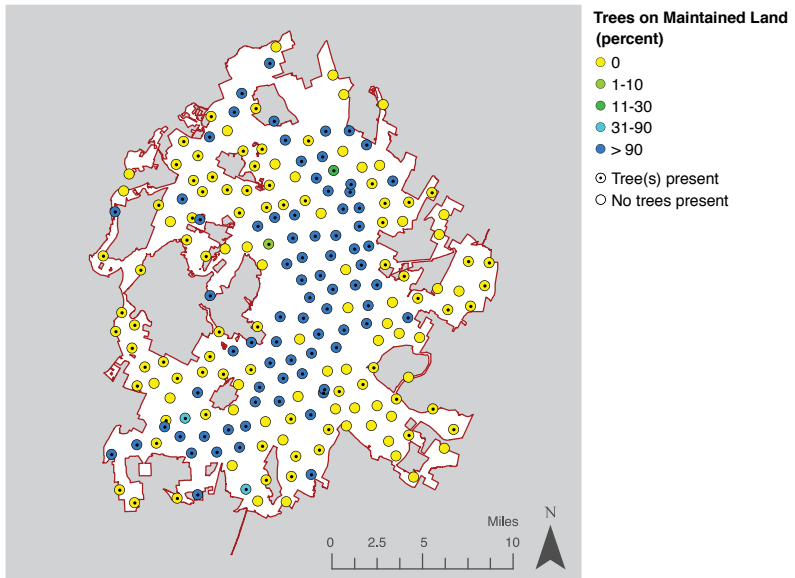 Trees on Maintained Land
(percent)
0
1-10
11-30
31-90
> 90
Tree(s) present
No trees present
Miles
0 2.5 5 10
N